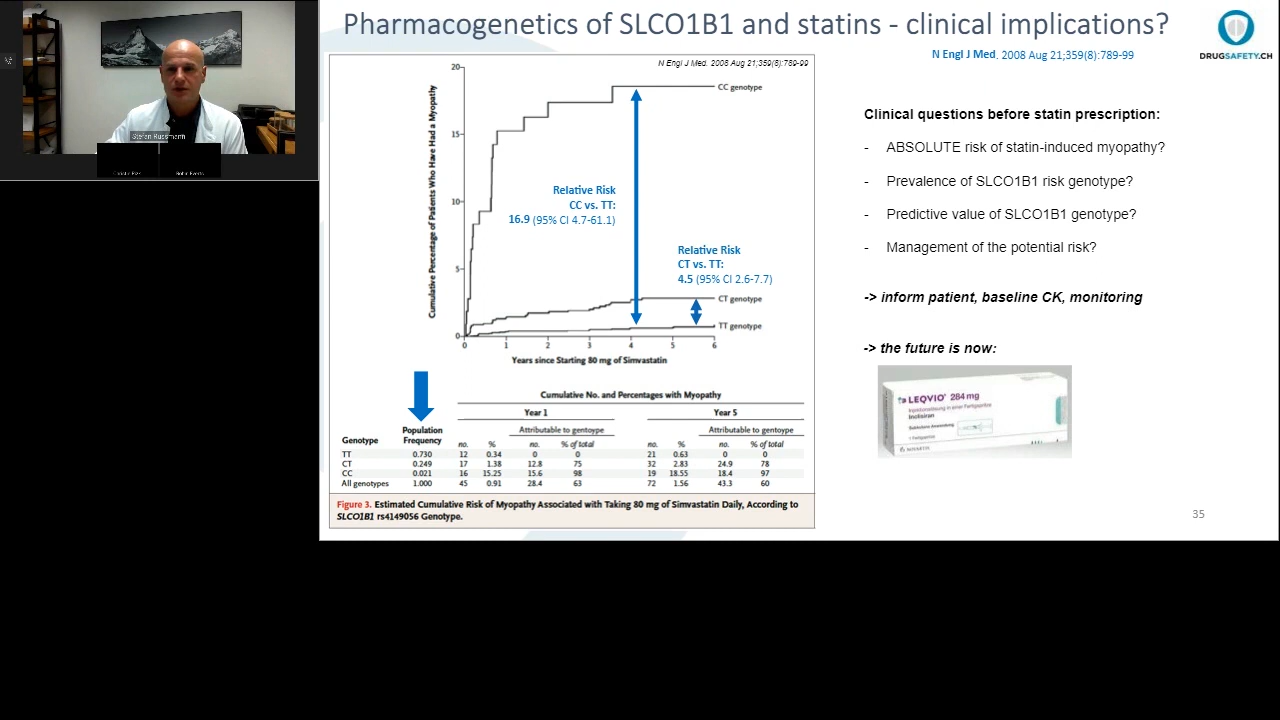 Pharmacogenetics of SLCO1B1 and statins - clinical implications?
N Engl J Med. 2008 Aug 21;359(8):789-99
DRUGSAFETY.CH
Stefan Russmann
N Engl J Med. 2008 Aug 21;359(8):789-99
Cumulative Percentage of Patients Who Have Had a Myopathy
20
15
10
5
0
0 1 2 3 4 5 6
Years since Starting 80 mg of Simvastatin
CC genotype
CT genotype
TT genotype
Relative Risk
CC vs. TT:
16.9 (95% CI 4.7-61.1)
Relative Risk
CT vs. TT:
4.5 (95% CI 2.6-7.7)
Cumulative No. and Percentages with Myopathy
Year 1 Year 5
Genotype Population Frequency Attributable to gentoype Attributable to gentoype
no. % no. % of total no. % no. % of total
TT 0.730 12 0.34 0 0 21 0.63 0 0
CT 0.249 17 1.38 12.8 75 32 2.83 24.9 78
CC 0.021 16 15.25 15.6 98 19 18.55 18.4 97
All genotypes 1.000 45 0.91 28.4 63 72 1.56 43.3 60
Figure 3. Estimated Cumulative Risk of Myopathy Associated with Taking 80 mg of Simvastatin Daily, According to
SLCO1B1 rs4149056 Genotype.
Clinical questions before statin prescription:
- ABSOLUTE risk of statin-induced myopathy?
- Prevalence of SLCO1B1 risk genotype?
- Predictive value of SLCO1B1 genotype?
- Management of the potential risk?
-> inform patient, baseline CK, monitoring
-> the future is now:
LEQVIO 284 mg
Injektionslösung in einer Fertigspritze
Inclisiran
Subkutane Anwendung
1 Fertigspritze
NOVARTIS
35